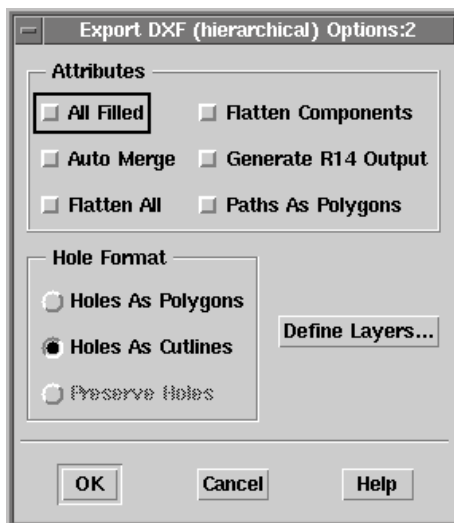 Export DXF (hierarchical) Options:2
Attributes
All Filled Flatten Components
Auto Merge Generate R14 Output
Flatten All Paths As Polygons
Hole Format
Holes As Polygons
Holes As Cutlines
Define Layers...
Preserve Holes
OK Cancel Help